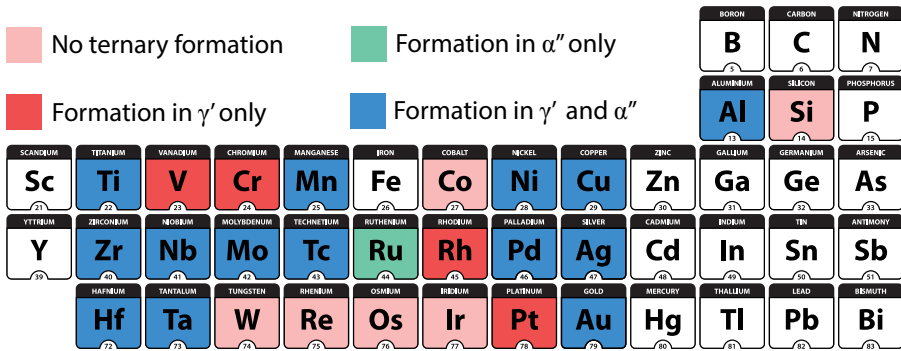 No ternary formation
Formation in α″ only
Formation in γ′ only
Formation in γ′ and α″
BORON CARBON NITROGEN
B C N
5 6 7
ALUMINIUM SILICON PHOSPHORUS
Al Si P
13 14 15
SCANDIUM TITANIUM VANADIUM CHROMIUM MANGANESE IRON COBALT NICKEL COPPER ZINC GALLIUM GERMANIUM ARSENIC
Sc Ti V Cr Mn Fe Co Ni Cu Zn Ga Ge As
21 22 23 24 25 26 27 28 29 30 31 32 33
YTTRIUM ZIRCONIUM NIOBIUM MOLYBDENUM TECHNETIUM RUTHENIUM RHODIUM PALLADIUM SILVER CADMIUM INDIUM TIN ANTIMONY
Y Zr Nb Mo Tc Ru Rh Pd Ag Cd In Sn Sb
39 40 41 42 43 44 45 46 47 48 49 50 51
HAFNIUM TANTALUM TUNGSTEN RHENIUM OSMIUM IRIDIUM PLATINUM GOLD MERCURY THALLIUM LEAD BISMUTH
Hf Ta W Re Os Ir Pt Au Hg Tl Pb Bi
72 73 74 75 76 77 78 79 80 81 82 83